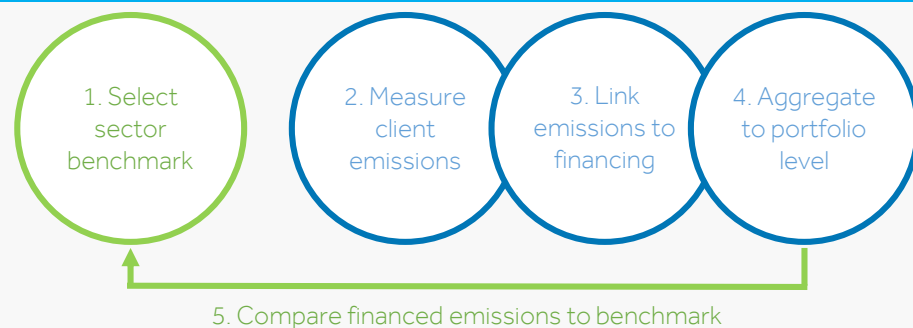 1. Select
sector
benchmark
2. Measure
client
emissions
3. Link
emissions to
financing
4. Aggregate
to portfolio
level
5. Compare financed emissions to benchmark